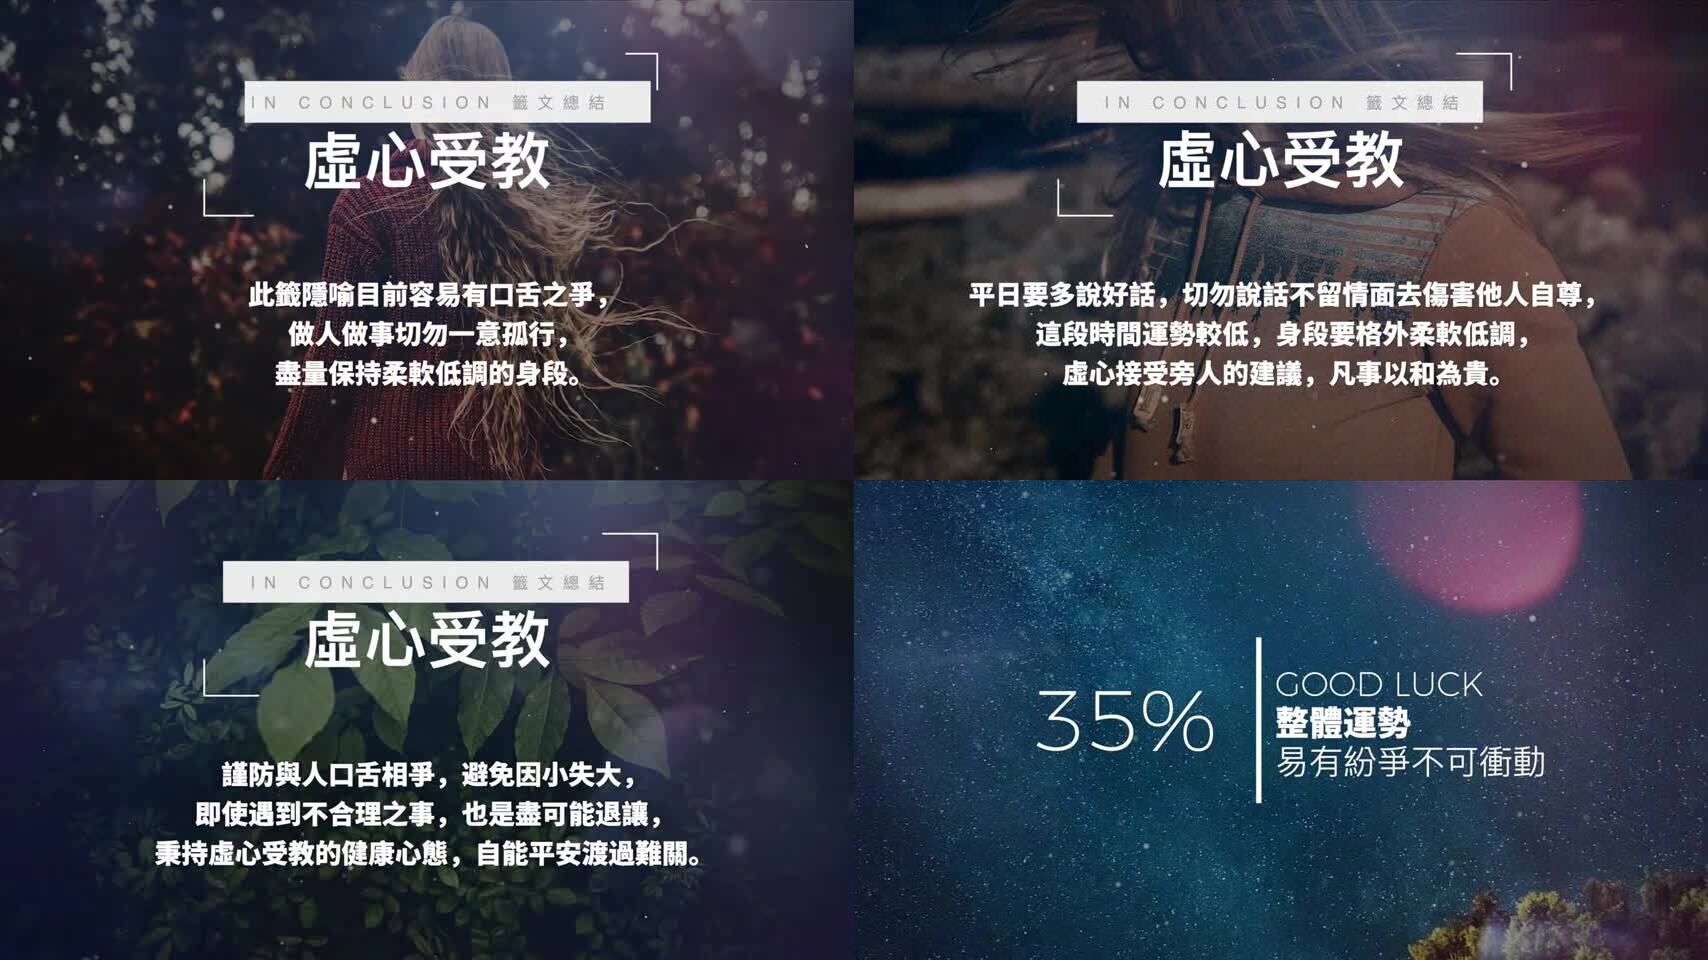 IN CONCLUSION 籤文總結
虛心受教
此籤隱喻目前容易有口舌之爭，
做人做事切勿一意孤行，
盡量保持柔軟低調的身段。
IN CONCLUSION 籤文總結
虛心受教
平日要多說好話，切勿說話不留情面去傷害他人自尊，
這段時間運勢較低，身段要格外柔軟低調，
虛心接受旁人的建議，凡事以和為貴。
IN CONCLUSION 籤文總結
虛心受教
謹防與人口舌相爭，避免因小失大，
即使遇到不合理之事，也是盡可能退讓，
秉持虛心受教的健康心態，自能平安渡過難關。
35%
GOOD LUCK
整體運勢
易有紛爭不可衝動